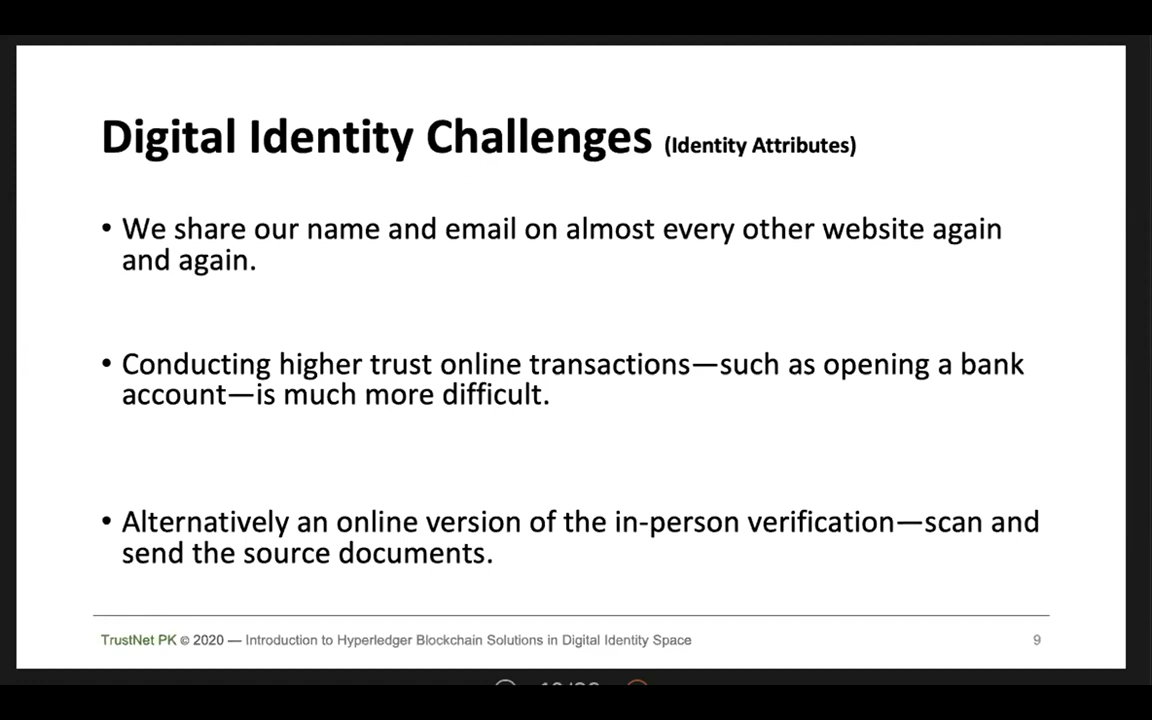 Digital Identity Challenges (Identity Attributes)
• We share our name and email on almost every other website again
and again.
• Conducting higher trust online transactions—such as opening a bank
account—is much more difficult.
• Alternatively an online version of the in-person verification—scan and
send the source documents.
TrustNet PK © 2020 — Introduction to Hyperledger Blockchain Solutions in Digital Identity Space 9